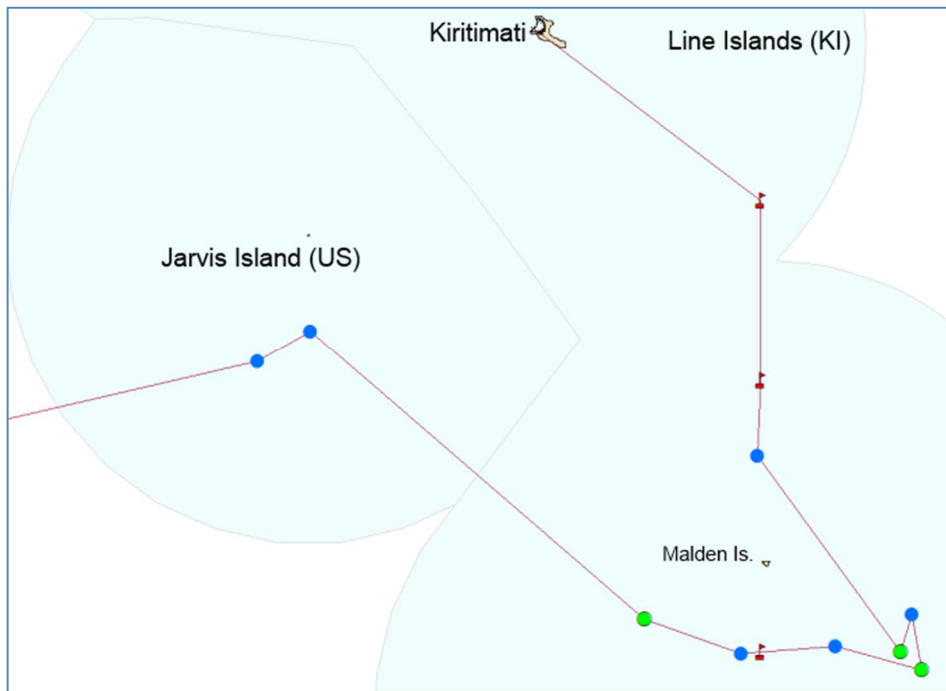 Kiritimati
Line Islands (KI)
Jarvis Island (US)
Malden Is.